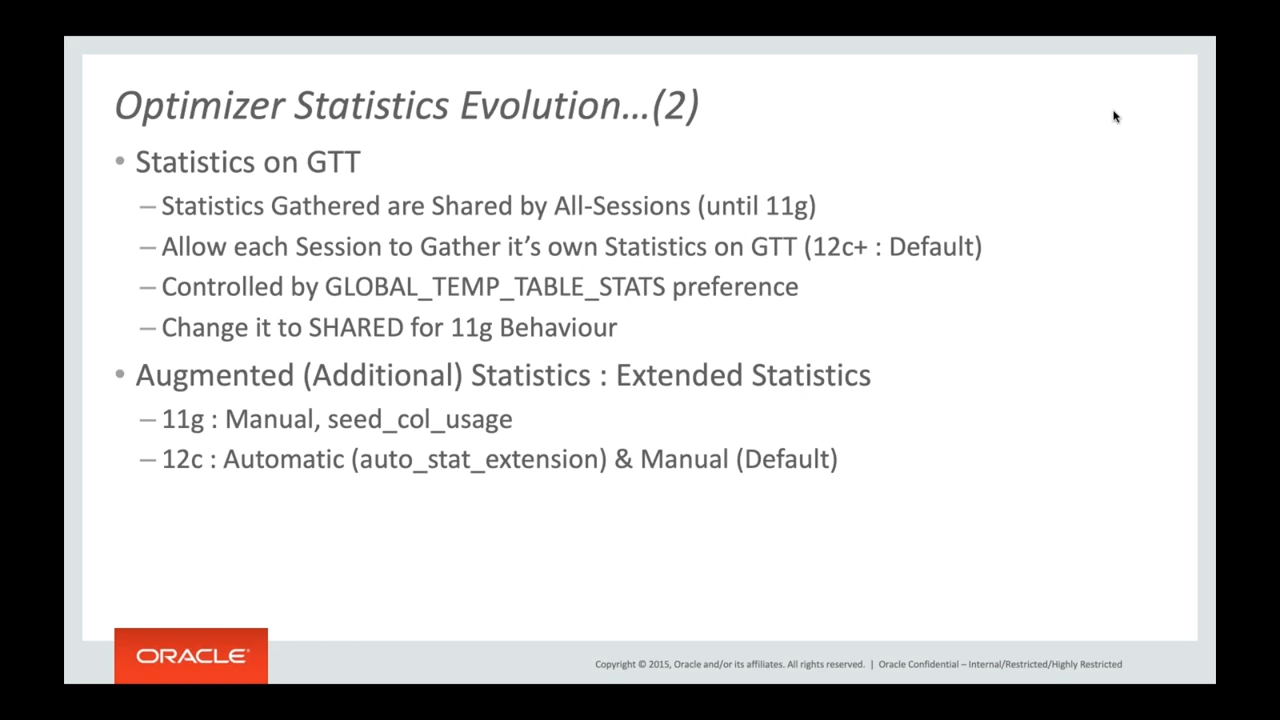 Optimizer Statistics Evolution...(2)
• Statistics on GTT
– Statistics Gathered are Shared by All-Sessions (until 11g)
– Allow each Session to Gather it's own Statistics on GTT (12c+ : Default)
– Controlled by GLOBAL_TEMP_TABLE_STATS preference
– Change it to SHARED for 11g Behaviour
• Augmented (Additional) Statistics : Extended Statistics
– 11g : Manual, seed_col_usage
– 12c : Automatic (auto_stat_extension) & Manual (Default)
ORACLE®
Copyright © 2015, Oracle and/or its affiliates. All rights reserved. | Oracle Confidential – Internal/Restricted/Highly Restricted